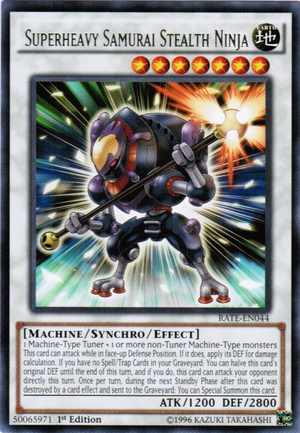 SUPERHEAVY SAMURAI STEALTH NINJA
EARTH
地
RATE-EN044
[MACHINE/SYNCHRO/EFFECT]
1 Machine-Type Tuner + 1 or more non-Tuner Machine-Type monsters
This card can attack while in face-up Defense Position. If it does, apply its DEF for damage
calculation. If you have no Spell/Trap Cards in your Graveyard: You can halve this card's
original DEF until the end of this turn, and if you do, this card can attack your opponent
directly this turn. Once per turn, during the next Standby Phase after this card was
destroyed by a card effect and sent to the Graveyard: You can Special Summon this card.
ATK/1200 DEF/2800
50065971 1st Edition ©1996 KAZUKI TAKAHASHI